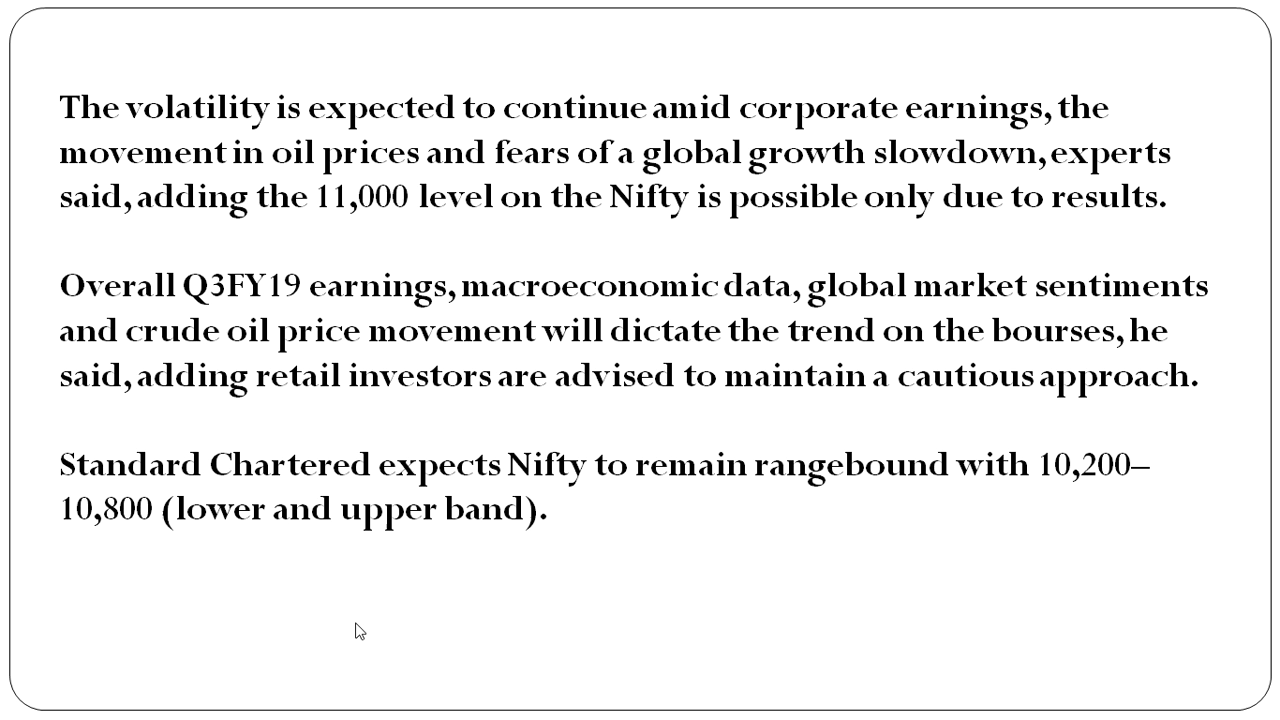 The volatility is expected to continue amid corporate earnings, the
movement in oil prices and fears of a global growth slowdown, experts
said, adding the 11,000 level on the Nifty is possible only due to results.
Overall Q3FY19 earnings, macroeconomic data, global market sentiments
and crude oil price movement will dictate the trend on the bourses, he
said, adding retail investors are advised to maintain a cautious approach.
Standard Chartered expects Nifty to remain rangebound with 10,200–
10,800 (lower and upper band).